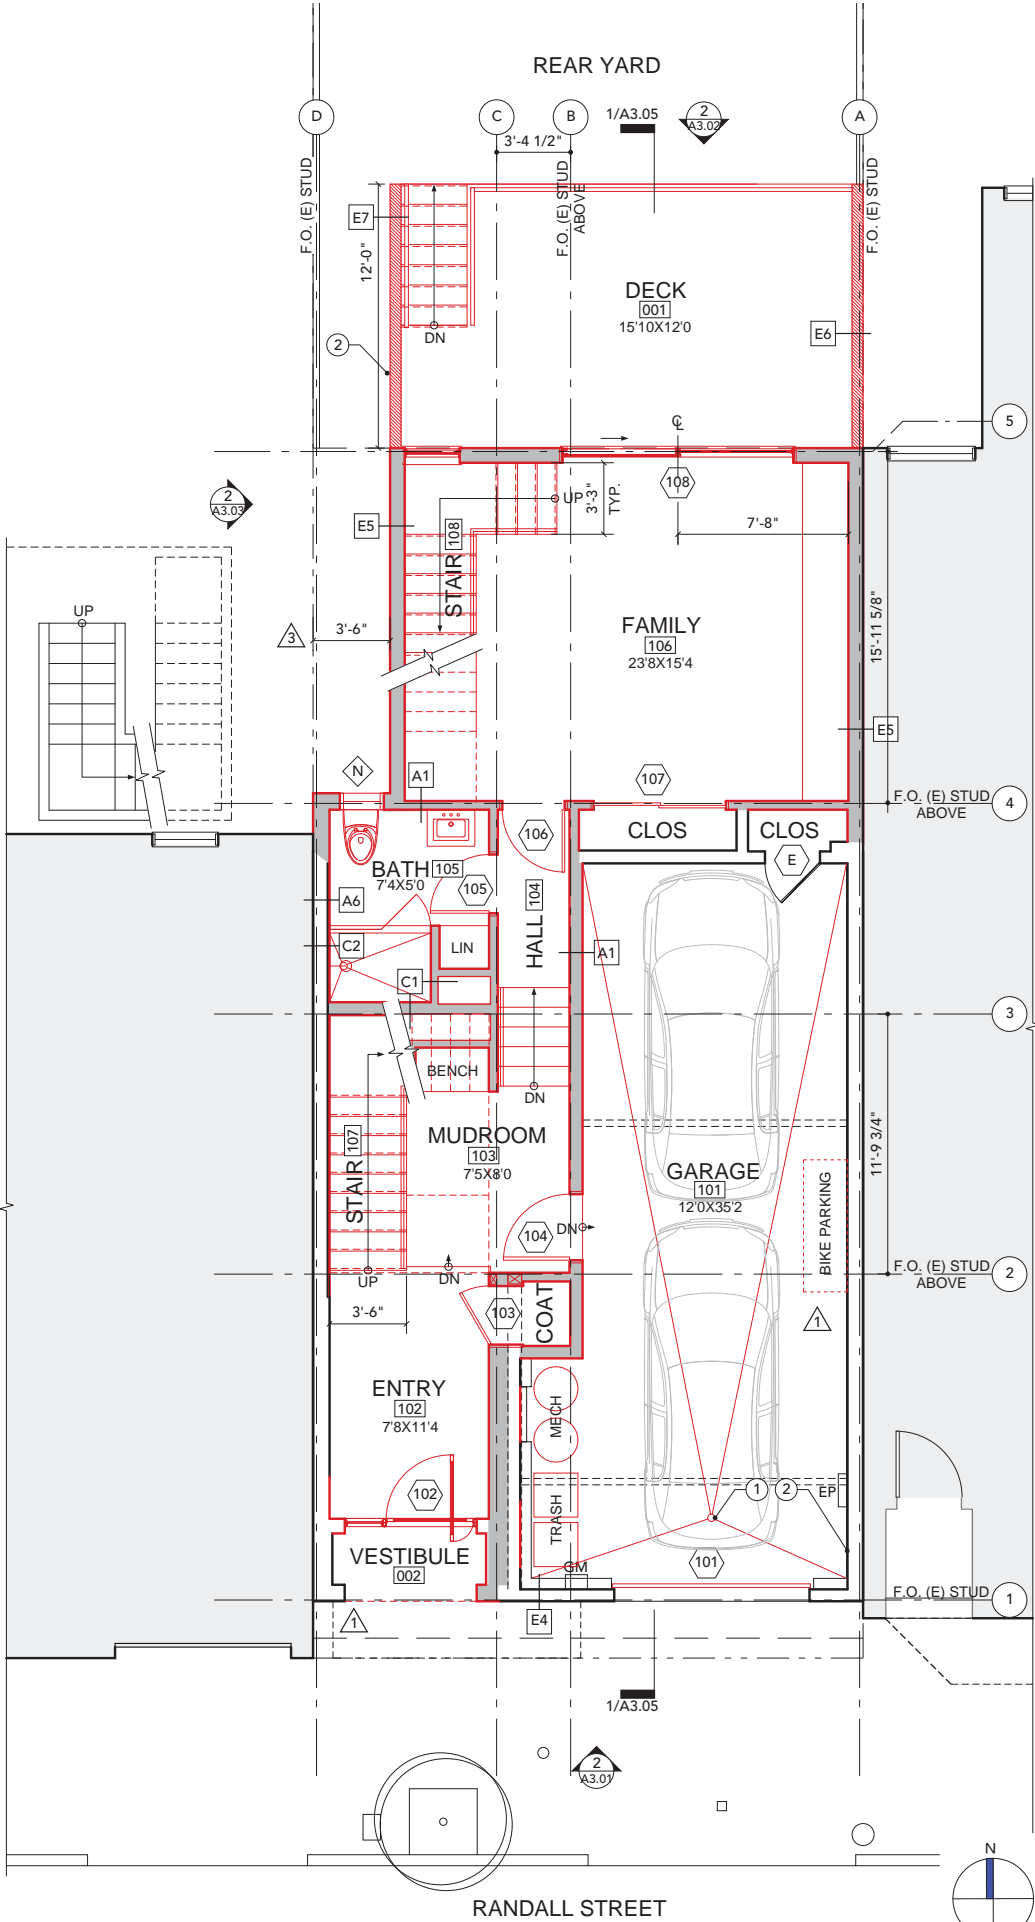 REAR YARD
D
C
B
1/A3.05
2
A3.02
A
3'-4 1/2"
F.O. (E) STUD
F.O. (E) STUD
ABOVE
F.O. (E) STUD
E7
12'-0"
DECK
001
15'10X12'0
E6
DN
2
5
℄
2
A3.03
UP
108
3'-3"
TYP.
E5
STAIR 108
7'-8"
UP
3
3'-6"
FAMILY
106
23'8X15'4
15'-11 5/8"
E5
N
A1
107
F.O. (E) STUD
ABOVE
4
106
CLOS
CLOS
E
BATH 105
7'4X5'0
105
HALL 104
A6
C2
LIN
A1
C1
3
BENCH
DN
MUDROOM
103
7'5X8'0
STAIR 107
11'-9 3/4"
GARAGE
101
12'0X35'2
BIKE PARKING
104
DN
UP
DN
F.O. (E) STUD
ABOVE
2
3'-6"
103
COAT
1
ENTRY
102
7'8X11'4
MECH
102
TRASH
1
2
EP
VESTIBULE
002
GM
101
F.O. (E) STUD
1
1
E4
1/A3.05
2
A3.01
N
RANDALL STREET